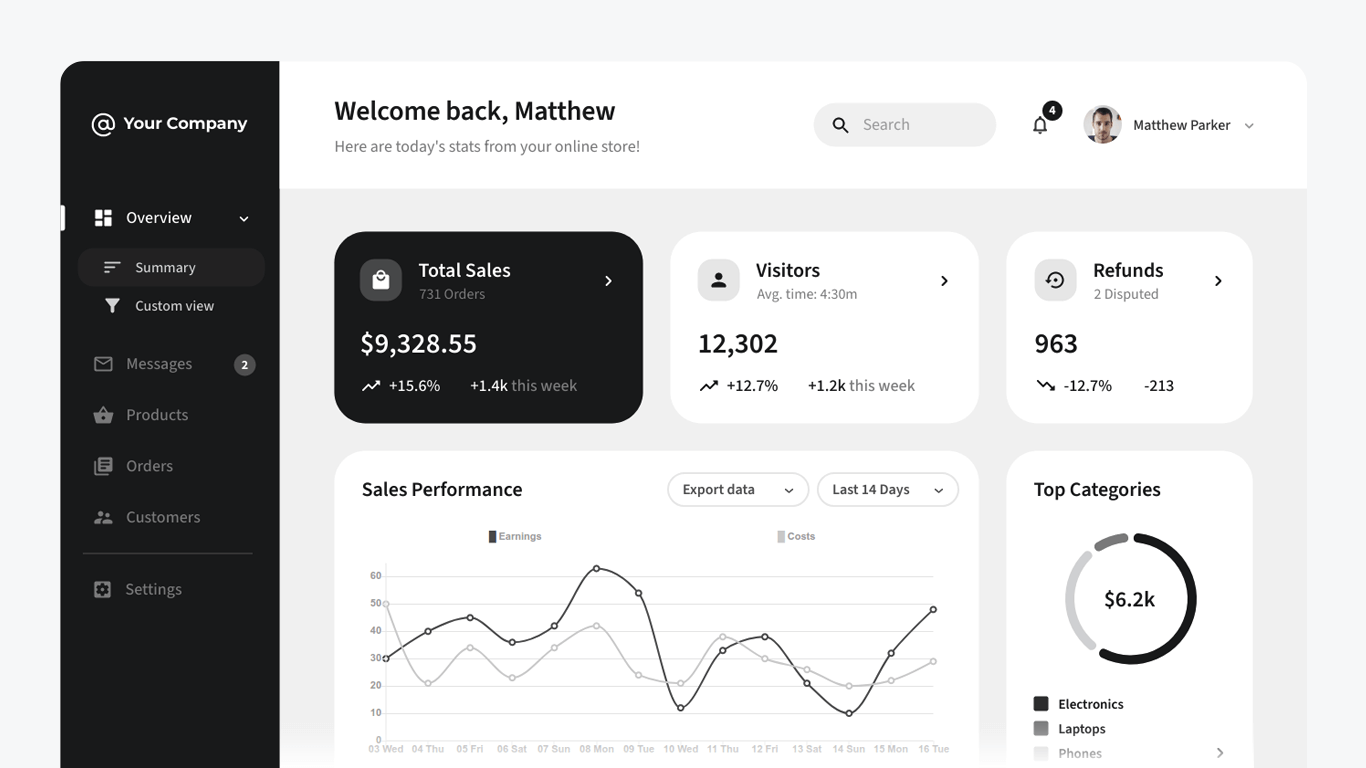 @ Your Company
Overview
Summary
Custom view
Messages 2
Products
Orders
Customers
Settings
Welcome back, Matthew
Here are today's stats from your online store!
Search
4
Matthew Parker
Total Sales
731 Orders
$9,328.55
+15.6% +1.4k this week
Visitors
Avg. time: 4:30m
12,302
+12.7% +1.2k this week
Refunds
2 Disputed
963
-12.7% -213
Sales Performance
Export data
Last 14 Days
Earnings Costs
60
50
40
30
20
10
0
03 Wed 04 Thu 05 Fri 06 Sat 07 Sun 08 Mon 09 Tue 10 Wed 11 Thu 12 Fri 13 Sat 14 Sun 15 Mon 16 Tue
Top Categories
$6.2k
Electronics
Laptops
Phones